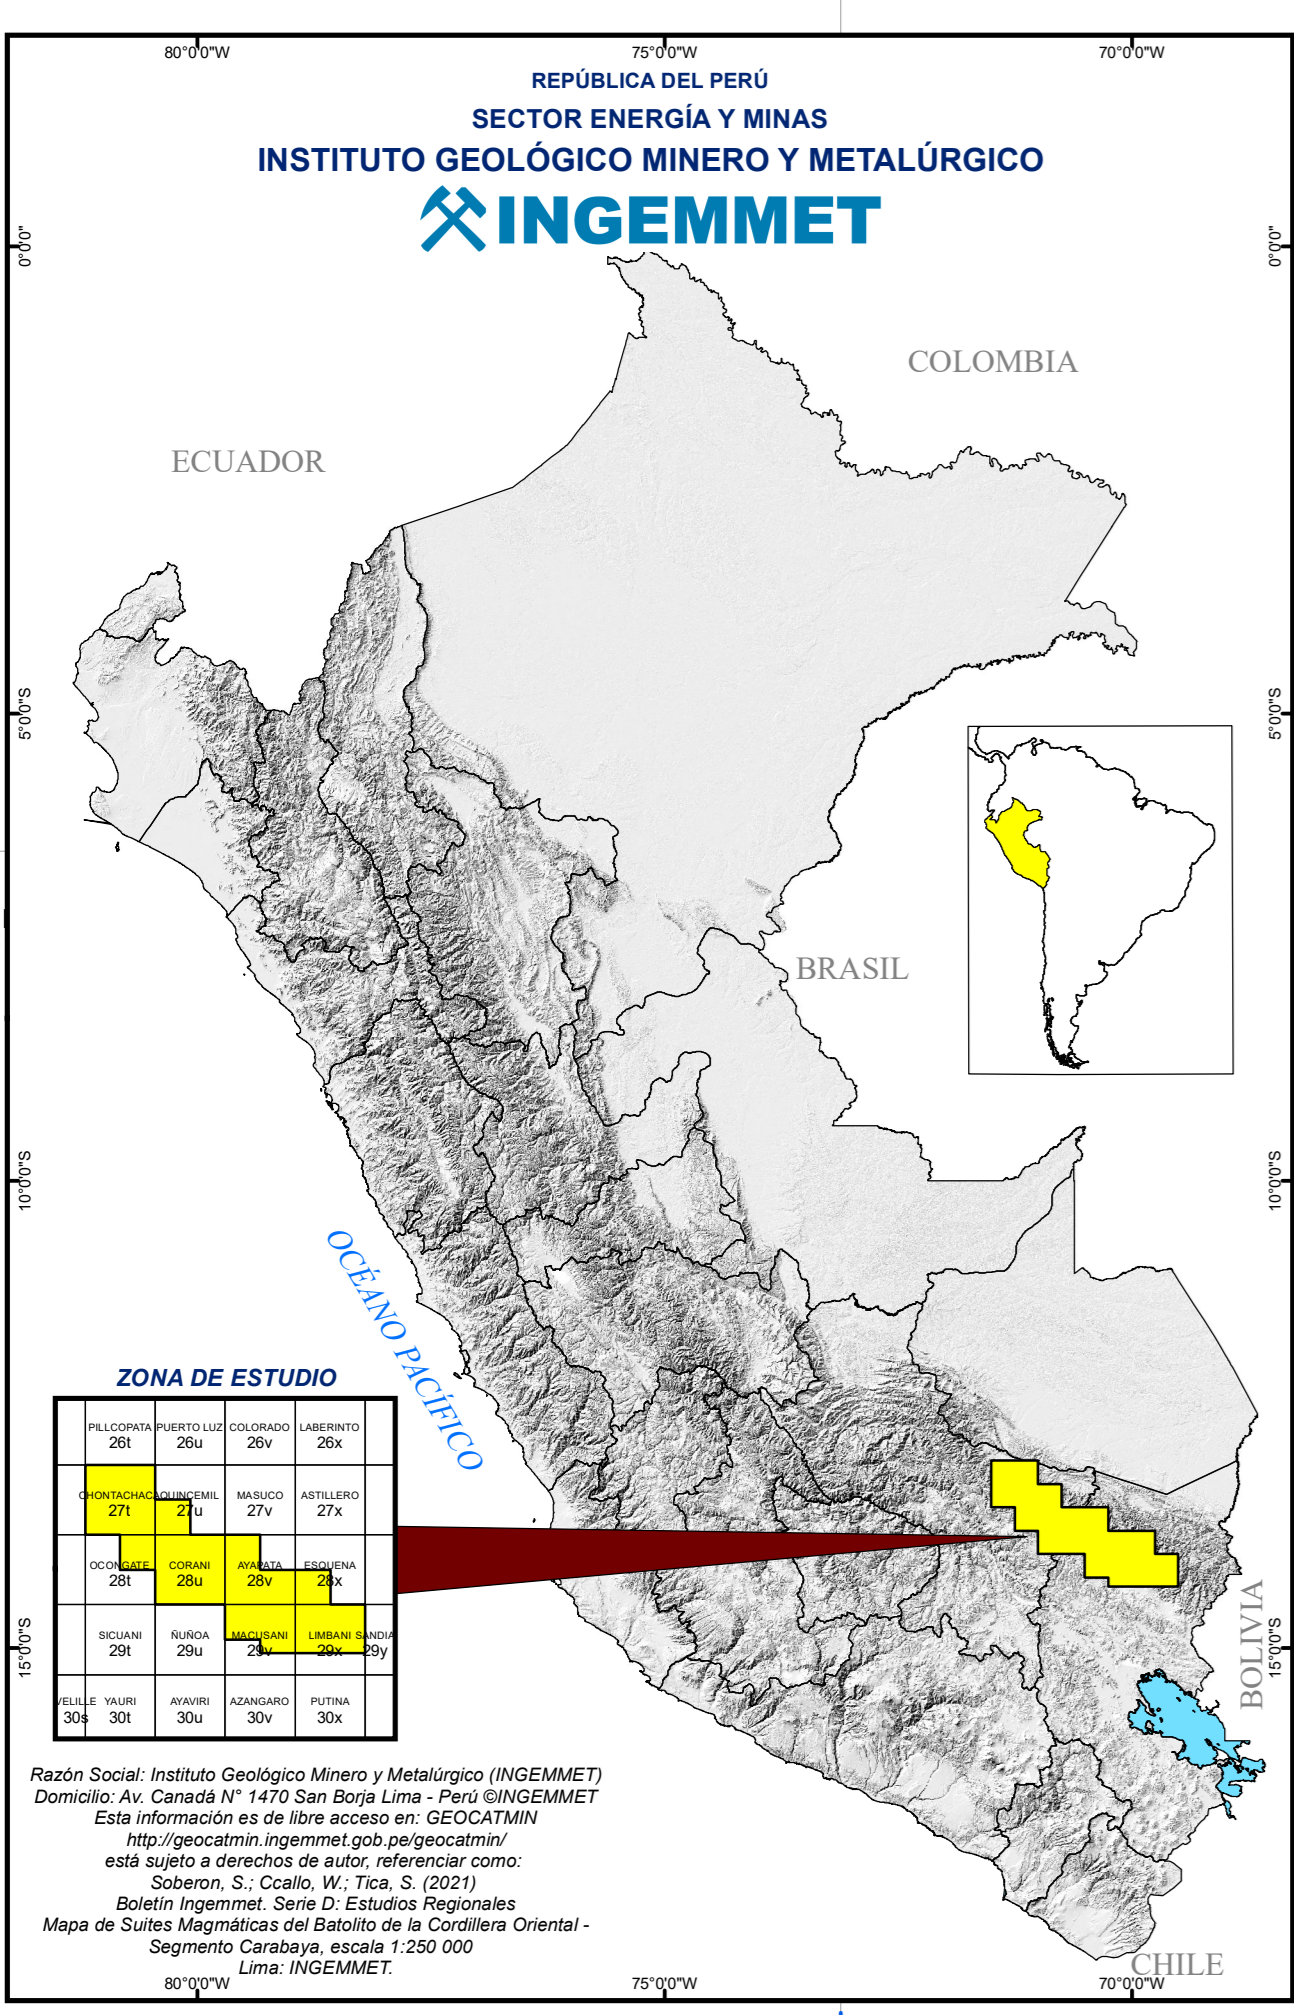 80°0'0"W
75°0'0"W
70°0'0"W
REPÚBLICA DEL PERÚ
SECTOR ENERGÍA Y MINAS
INSTITUTO GEOLÓGICO MINERO Y METALÚRGICO
INGEMMET
0°0'0"
0°0'0"
COLOMBIA
ECUADOR
5°0'0"S
5°0'0"S
BRASIL
10°0'0"S
10°0'0"S
OCÉANO PACÍFICO
ZONA DE ESTUDIO
PILLCOPATA PUERTO LUZ COLORADO LABERINTO
26t 26u 26v 26x
CHONTACHACA QUINCEMIL MASUCO ASTILLERO
27t 27u 27v 27x
OCONGATE CORANI AYAPATA ESQUENA
28t 28u 28v 28x
SICUANI ÑUÑOA MACUSANI LIMBANI SANDIA
29t 29u 29v 29x 29y
VELILLE YAURI AYAVIRI AZANGARO PUTINA
30s 30t 30u 30v 30x
15°0'0"S
15°0'0"S
BOLIVIA
Razón Social: Instituto Geológico Minero y Metalúrgico (INGEMMET)
Domicilio: Av. Canadá N° 1470 San Borja Lima - Perú ©INGEMMET
Esta información es de libre acceso en: GEOCATMIN
http://geocatmin.ingemmet.gob.pe/geocatmin/
está sujeto a derechos de autor, referenciar como:
Soberon, S.; Ccallo, W.; Tica, S. (2021)
Boletín Ingemmet. Serie D: Estudios Regionales
Mapa de Suites Magmáticas del Batolito de la Cordillera Oriental -
Segmento Carabaya, escala 1:250 000
Lima: INGEMMET.
CHILE
80°0'0"W
75°0'0"W
70°0'0"W